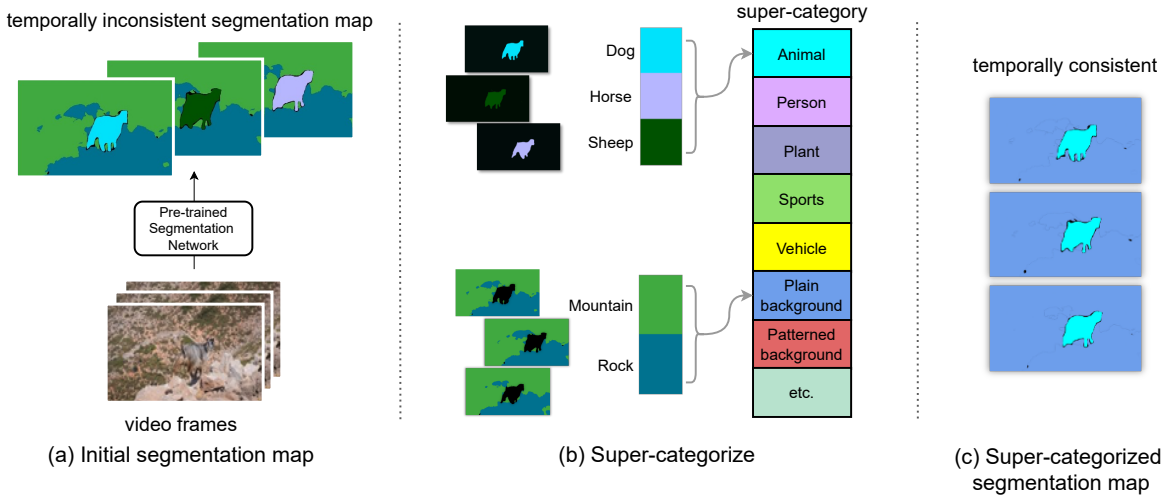 temporally inconsistent segmentation map
Pre-trained
Segmentation
Network
video frames
(a) Initial segmentation map
super-category
Dog
Horse
Sheep
Animal
Person
Plant
Sports
Vehicle
Plain
background
Patterned
background
etc.
Mountain
Rock
(b) Super-categorize
temporally consistent
(c) Super-categorized
segmentation map